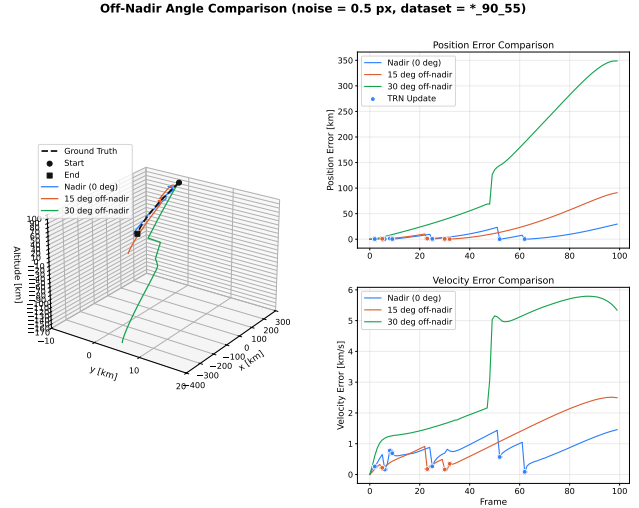 Off-Nadir Angle Comparison (noise = 0.5 px, dataset = *_90_55)
Ground Truth
Start
End
Nadir (0 deg)
15 deg off-nadir
30 deg off-nadir
Altitude [km]
−10
0
10
20
y [km]
−400
−300
−200
−100
0
100
200
300
x [km]
Position Error Comparison
Nadir (0 deg)
15 deg off-nadir
30 deg off-nadir
TRN Update
Position Error [km]
350
300
250
200
150
100
50
0
0 20 40 60 80 100
Velocity Error Comparison
Nadir (0 deg)
15 deg off-nadir
30 deg off-nadir
Velocity Error [km/s]
6
5
4
3
2
1
0
0 20 40 60 80 100
Frame